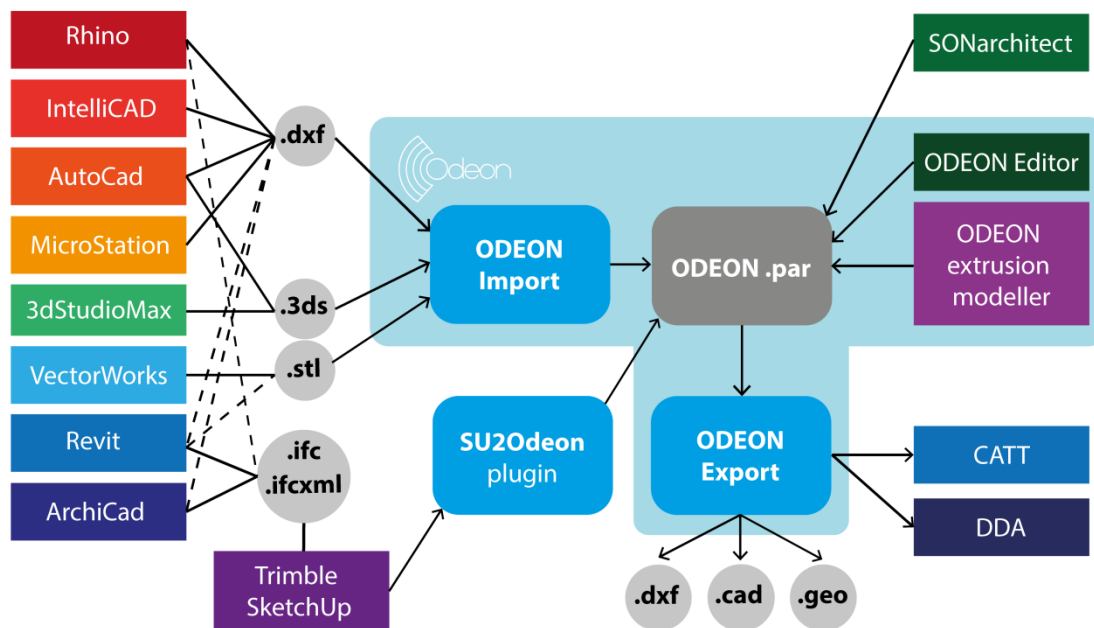 Rhino
IntelliCAD
AutoCad
MicroStation
3dStudioMax
VectorWorks
Revit
ArchiCad
.dxf
.3ds
.stl
.ifc
.ifcxml
Trimble
SketchUp
Odeon
ODEON
Import
ODEON .par
SU2Odeon
plugin
ODEON
Export
.dxf
.cad
.geo
SONarchitect
ODEON Editor
ODEON
extrusion
modeller
CATT
DDA